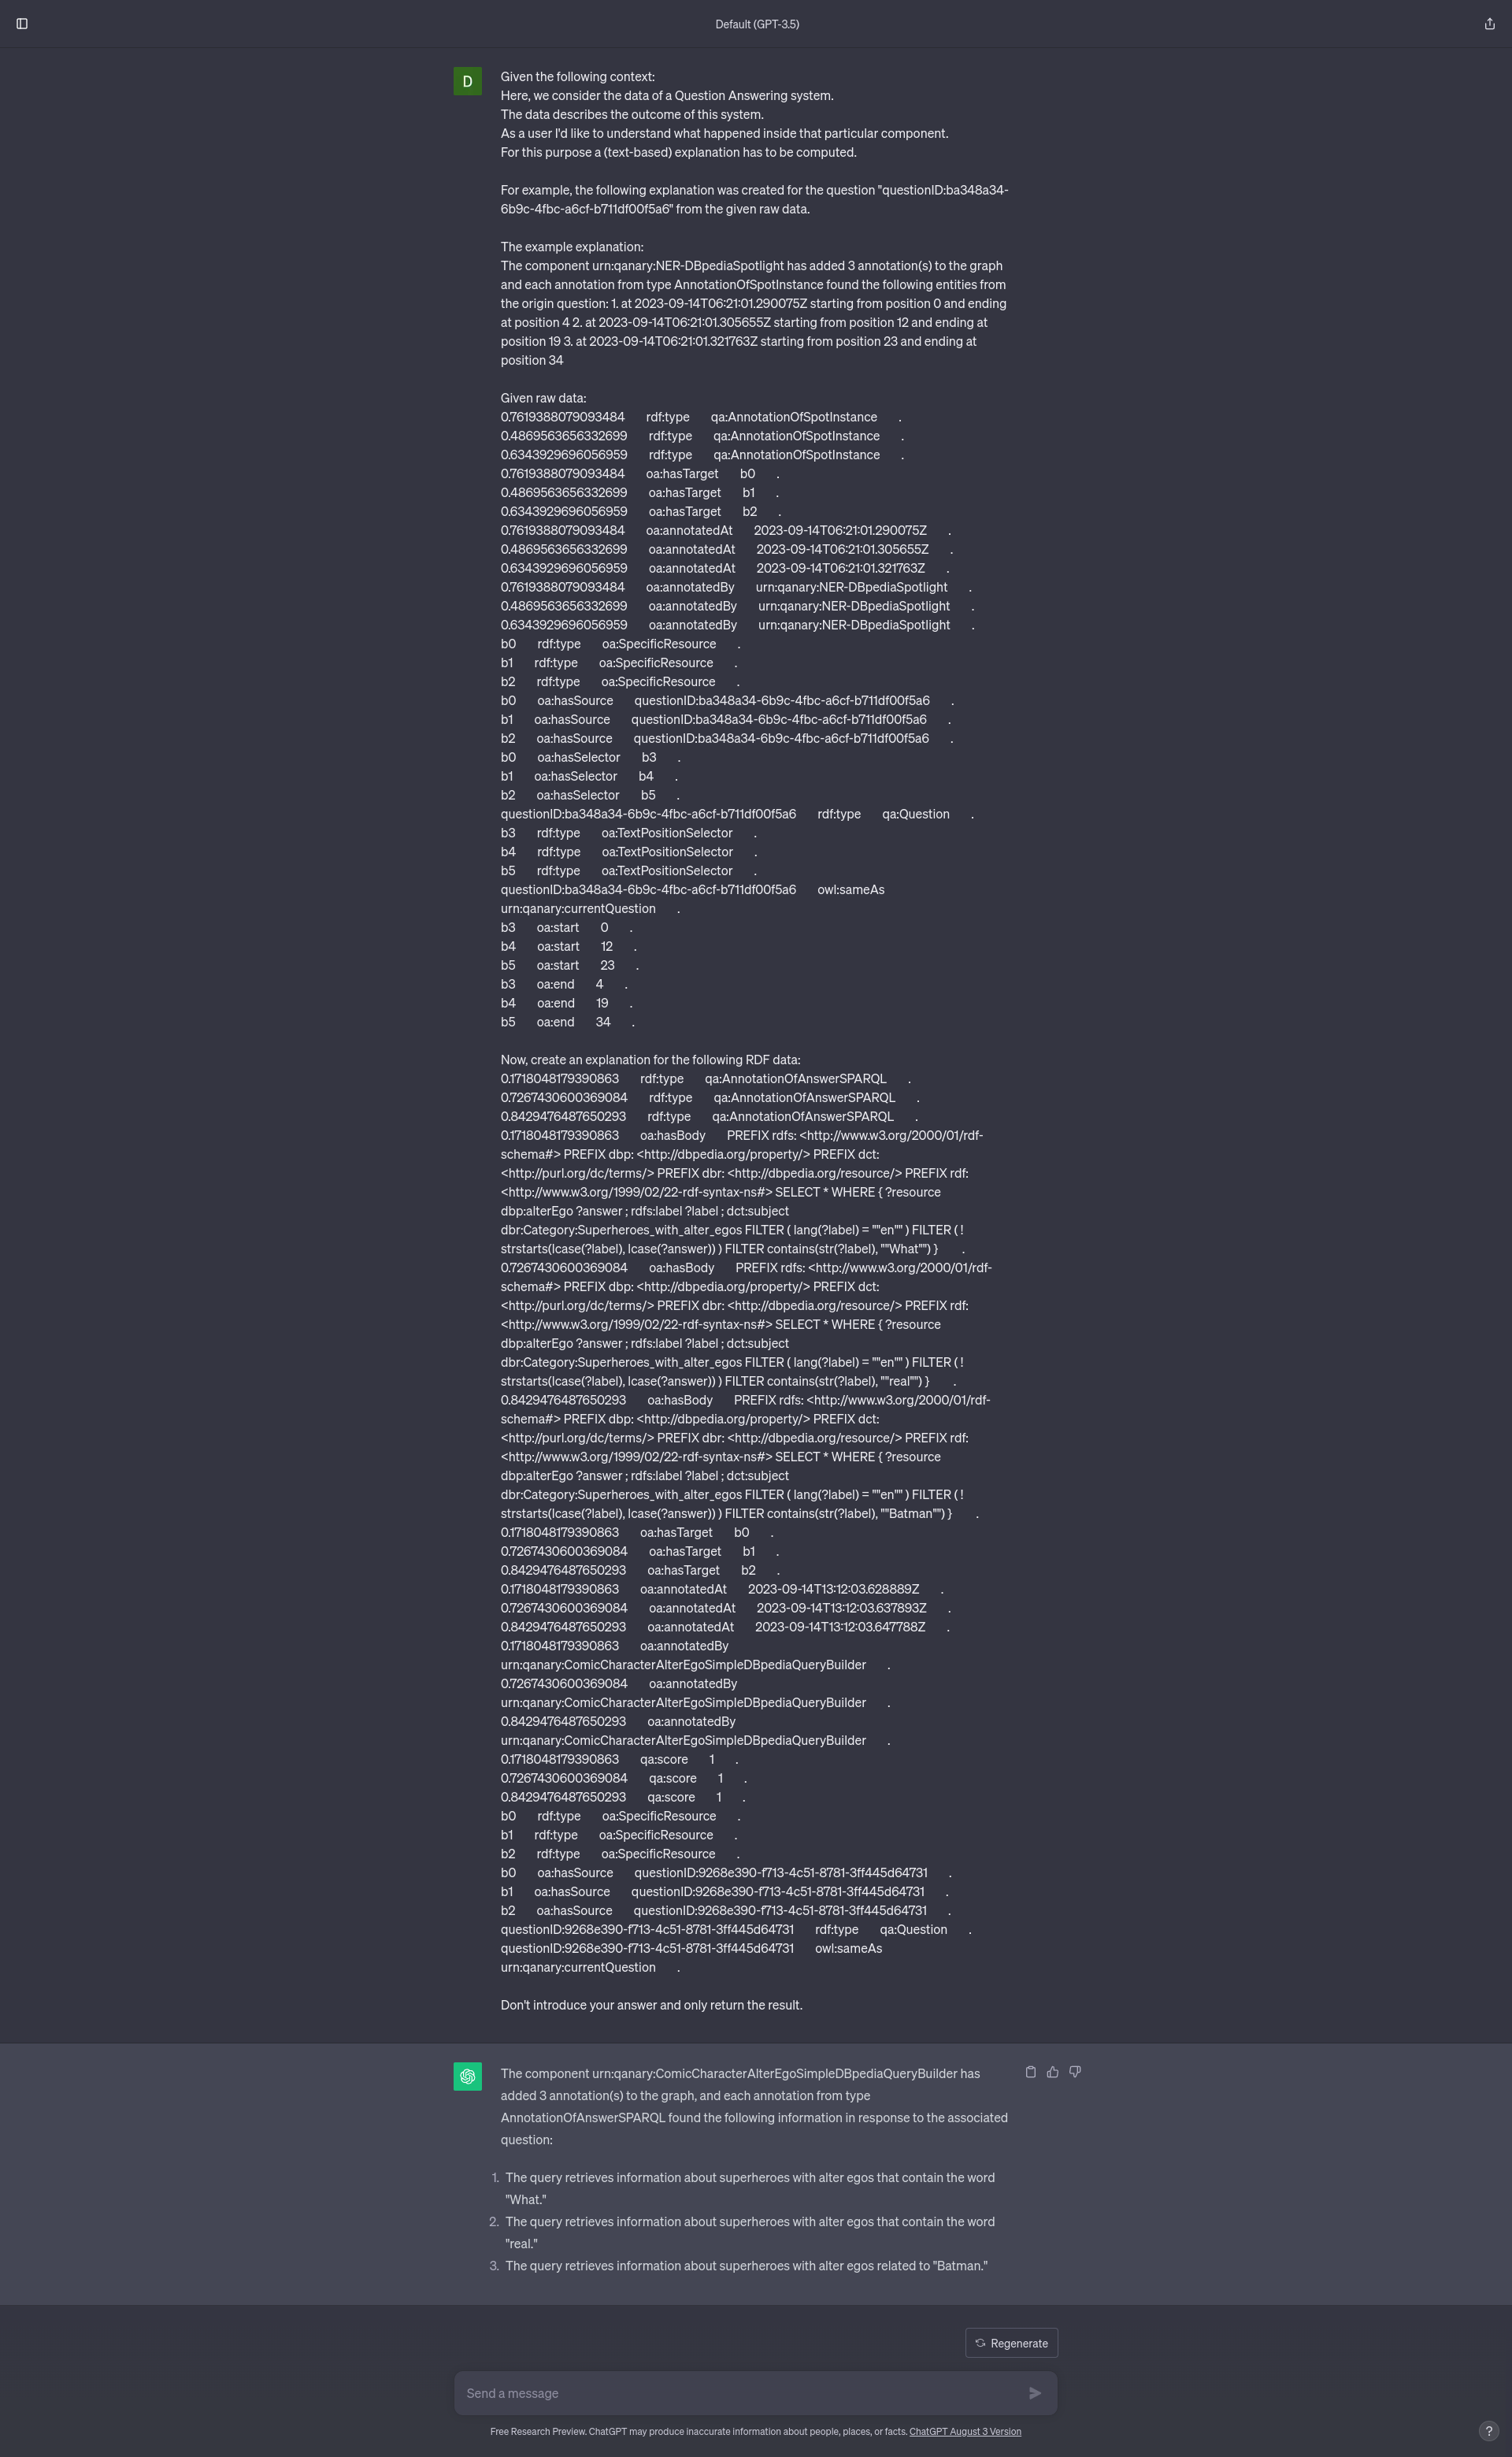 Default (GPT-3.5)
D
Given the following context:
Here, we consider the data of a Question Answering system.
The data describes the outcome of this system.
As a user I'd like to understand what happened inside that particular component.
For this purpose a (text-based) explanation has to be computed.
For example, the following explanation was created for the question "questionID:ba348a34-
6b9c-4fbc-a6cf-b711df00f5a6" from the given raw data.
The example explanation:
The component urn:qanary:NER-DBpediaSpotlight has added 3 annotation(s) to the graph
and each annotation from type AnnotationOfSpotInstance found the following entities from
the origin question: 1. at 2023-09-14T06:21:01.290075Z starting from position 0 and ending
at position 4 2. at 2023-09-14T06:21:01.305655Z starting from position 12 and ending at
position 19 3. at 2023-09-14T06:21:01.321763Z starting from position 23 and ending at
position 34
Given raw data:
0.7619388079093484 rdf:type qa:AnnotationOfSpotInstance .
0.4869563656332699 rdf:type qa:AnnotationOfSpotInstance .
0.6343929696056959 rdf:type qa:AnnotationOfSpotInstance .
0.7619388079093484 oa:hasTarget b0 .
0.4869563656332699 oa:hasTarget b1 .
0.6343929696056959 oa:hasTarget b2 .
0.7619388079093484 oa:annotatedAt 2023-09-14T06:21:01.290075Z .
0.4869563656332699 oa:annotatedAt 2023-09-14T06:21:01.305655Z .
0.6343929696056959 oa:annotatedAt 2023-09-14T06:21:01.321763Z .
0.7619388079093484 oa:annotatedBy urn:qanary:NER-DBpediaSpotlight .
0.4869563656332699 oa:annotatedBy urn:qanary:NER-DBpediaSpotlight .
0.6343929696056959 oa:annotatedBy urn:qanary:NER-DBpediaSpotlight .
b0 rdf:type oa:SpecificResource .
b1 rdf:type oa:SpecificResource .
b2 rdf:type oa:SpecificResource .
b0 oa:hasSource questionID:ba348a34-6b9c-4fbc-a6cf-b711df00f5a6 .
b1 oa:hasSource questionID:ba348a34-6b9c-4fbc-a6cf-b711df00f5a6 .
b2 oa:hasSource questionID:ba348a34-6b9c-4fbc-a6cf-b711df00f5a6 .
b0 oa:hasSelector b3 .
b1 oa:hasSelector b4 .
b2 oa:hasSelector b5 .
questionID:ba348a34-6b9c-4fbc-a6cf-b711df00f5a6 rdf:type qa:Question .
b3 rdf:type oa:TextPositionSelector .
b4 rdf:type oa:TextPositionSelector .
b5 rdf:type oa:TextPositionSelector .
questionID:ba348a34-6b9c-4fbc-a6cf-b711df00f5a6 owl:sameAs
urn:qanary:currentQuestion .
b3 oa:start 0 .
b4 oa:start 12 .
b5 oa:start 23 .
b3 oa:end 4 .
b4 oa:end 19 .
b5 oa:end 34 .
Now, create an explanation for the following RDF data:
0.1718048179390863 rdf:type qa:AnnotationOfAnswerSPARQL .
0.7267430600369084 rdf:type qa:AnnotationOfAnswerSPARQL .
0.8429476487650293 rdf:type qa:AnnotationOfAnswerSPARQL .
0.1718048179390863 oa:hasBody PREFIX rdfs: <http://www.w3.org/2000/01/rdf-
schema#> PREFIX dbp: <http://dbpedia.org/property/> PREFIX dct:
<http://purl.org/dc/terms/> PREFIX dbr: <http://dbpedia.org/resource/> PREFIX rdf:
<http://www.w3.org/1999/02/22-rdf-syntax-ns#> SELECT * WHERE { ?resource
dbp:alterEgo ?answer ; rdfs:label ?label ; dct:subject
dbr:Category:Superheroes_with_alter_egos FILTER ( lang(?label) = ""en"" ) FILTER ( !
strstarts(lcase(?label), lcase(?answer)) ) FILTER contains(str(?label), ""What"") } .
0.7267430600369084 oa:hasBody PREFIX rdfs: <http://www.w3.org/2000/01/rdf-
schema#> PREFIX dbp: <http://dbpedia.org/property/> PREFIX dct:
<http://purl.org/dc/terms/> PREFIX dbr: <http://dbpedia.org/resource/> PREFIX rdf:
<http://www.w3.org/1999/02/22-rdf-syntax-ns#> SELECT * WHERE { ?resource
dbp:alterEgo ?answer ; rdfs:label ?label ; dct:subject
dbr:Category:Superheroes_with_alter_egos FILTER ( lang(?label) = ""en"" ) FILTER ( !
strstarts(lcase(?label), lcase(?answer)) ) FILTER contains(str(?label), ""real"") } .
0.8429476487650293 oa:hasBody PREFIX rdfs: <http://www.w3.org/2000/01/rdf-
schema#> PREFIX dbp: <http://dbpedia.org/property/> PREFIX dct:
<http://purl.org/dc/terms/> PREFIX dbr: <http://dbpedia.org/resource/> PREFIX rdf:
<http://www.w3.org/1999/02/22-rdf-syntax-ns#> SELECT * WHERE { ?resource
dbp:alterEgo ?answer ; rdfs:label ?label ; dct:subject
dbr:Category:Superheroes_with_alter_egos FILTER ( lang(?label) = ""en"" ) FILTER ( !
strstarts(lcase(?label), lcase(?answer)) ) FILTER contains(str(?label), ""Batman"") } .
0.1718048179390863 oa:hasTarget b0 .
0.7267430600369084 oa:hasTarget b1 .
0.8429476487650293 oa:hasTarget b2 .
0.1718048179390863 oa:annotatedAt 2023-09-14T13:12:03.628889Z .
0.7267430600369084 oa:annotatedAt 2023-09-14T13:12:03.637893Z .
0.8429476487650293 oa:annotatedAt 2023-09-14T13:12:03.647788Z .
0.1718048179390863 oa:annotatedBy
urn:qanary:ComicCharacterAlterEgoSimpleDBpediaQueryBuilder .
0.7267430600369084 oa:annotatedBy
urn:qanary:ComicCharacterAlterEgoSimpleDBpediaQueryBuilder .
0.8429476487650293 oa:annotatedBy
urn:qanary:ComicCharacterAlterEgoSimpleDBpediaQueryBuilder .
0.1718048179390863 qa:score 1 .
0.7267430600369084 qa:score 1 .
0.8429476487650293 qa:score 1 .
b0 rdf:type oa:SpecificResource .
b1 rdf:type oa:SpecificResource .
b2 rdf:type oa:SpecificResource .
b0 oa:hasSource questionID:9268e390-f713-4c51-8781-3ff445d64731 .
b1 oa:hasSource questionID:9268e390-f713-4c51-8781-3ff445d64731 .
b2 oa:hasSource questionID:9268e390-f713-4c51-8781-3ff445d64731 .
questionID:9268e390-f713-4c51-8781-3ff445d64731 rdf:type qa:Question .
questionID:9268e390-f713-4c51-8781-3ff445d64731 owl:sameAs
urn:qanary:currentQuestion .
Don't introduce your answer and only return the result.
The component urn:qanary:ComicCharacterAlterEgoSimpleDBpediaQueryBuilder has
added 3 annotation(s) to the graph, and each annotation from type
AnnotationOfAnswerSPARQL found the following information in response to the associated
question:
1. The query retrieves information about superheroes with alter egos that contain the word
"What."
2. The query retrieves information about superheroes with alter egos that contain the word
"real."
3. The query retrieves information about superheroes with alter egos related to "Batman."
Regenerate
Send a message
Free Research Preview. ChatGPT may produce inaccurate information about people, places, or facts. ChatGPT August 3 Version
?